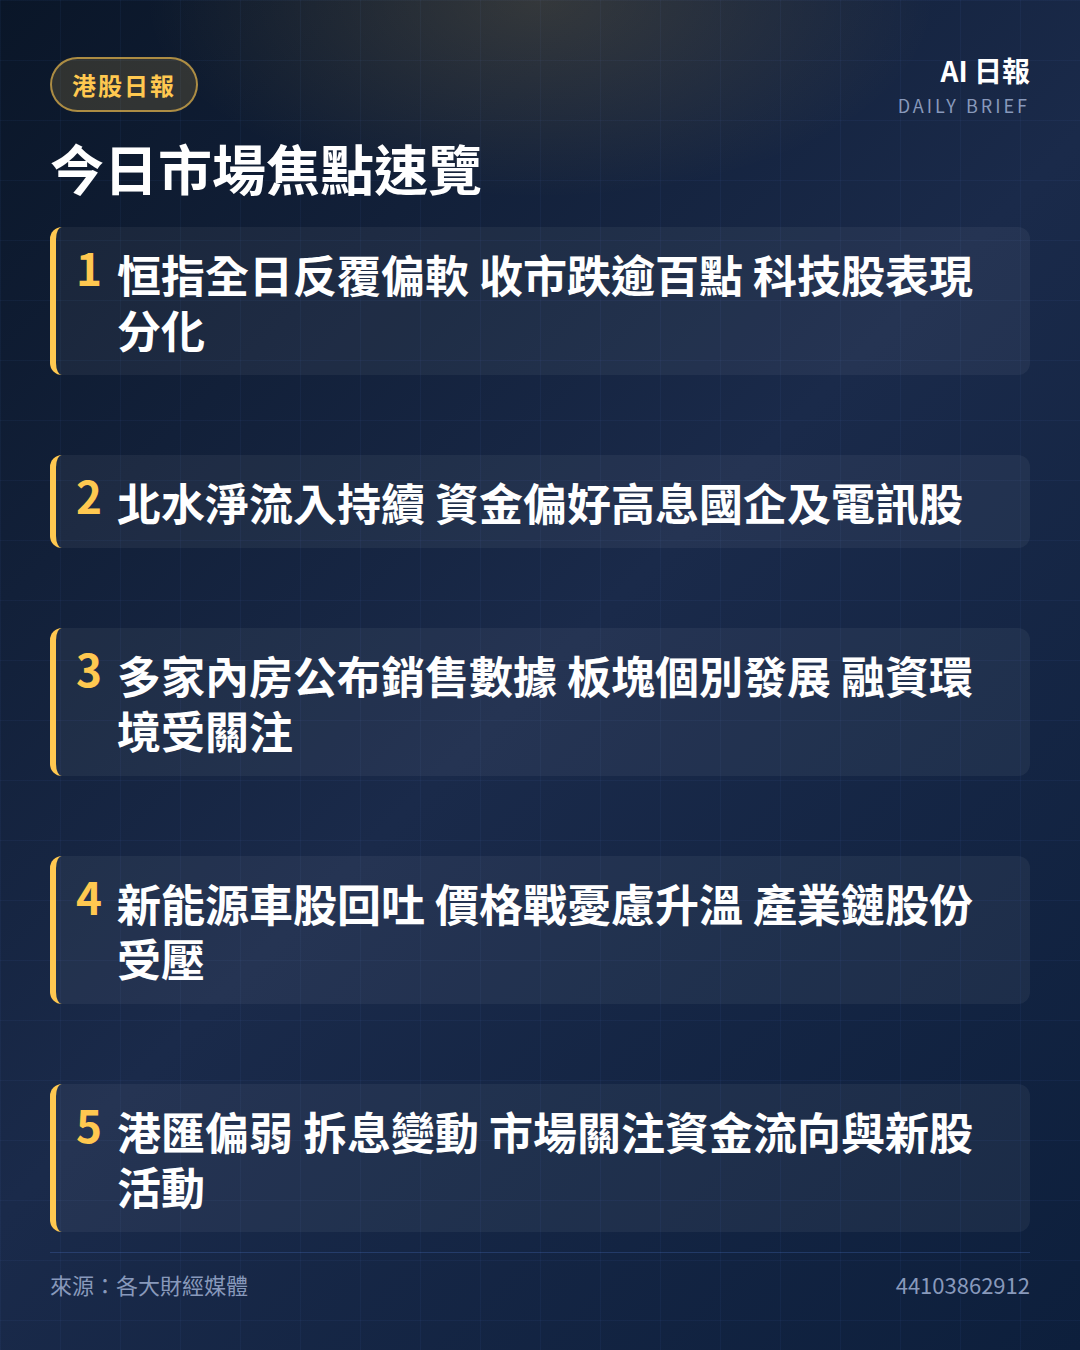 港股日報
AI 日報
DAILY BRIEF
今日市場焦點速覽
1 恒指全日反覆偏軟 收市跌逾百點 科技股表現
分化
2 北水淨流入持續 資金偏好高息國企及電訊股
3 多家內房公布銷售數據 板塊個別發展 融資環
境受關注
4 新能源車股回吐 價格戰憂慮升溫 產業鏈股份
受壓
5 港匯偏弱 拆息變動 市場關注資金流向與新股
活動
來源：各大財經媒體
44103862912